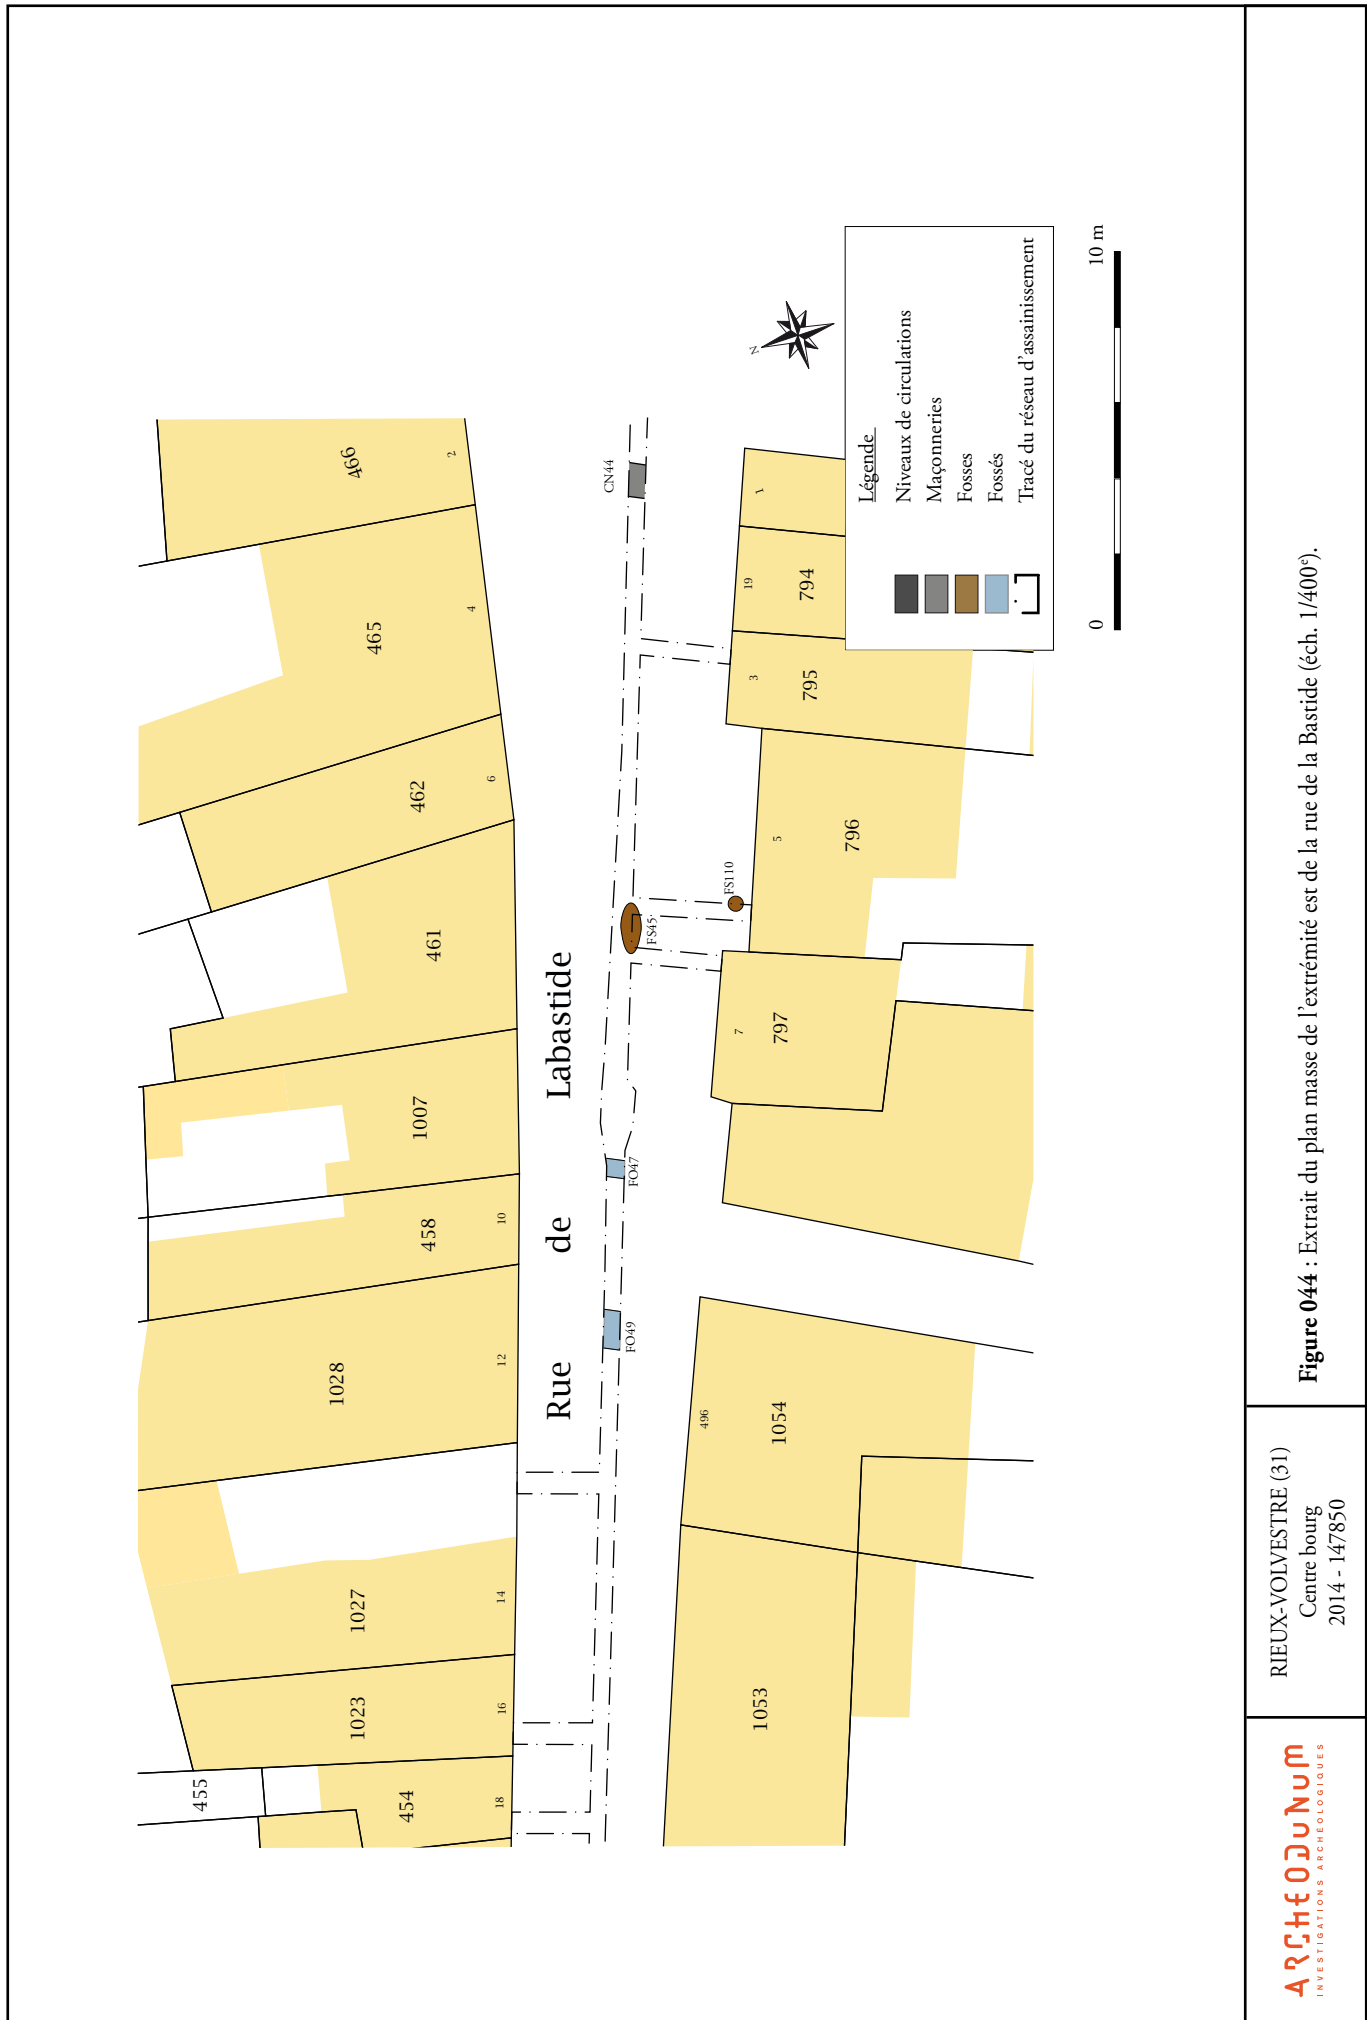 466
2
465
4
462
6
461
1007
458
10
1028
12
1027
14
1023
16
455
454
18
Rue de Labastide
CN44
FS45
FS110
FO47
FO49
1
794
19
795
3
796
5
797
7
1054
496
1053
N
Légende
Niveaux de circulations
Maçonneries
Fosses
Fossés
Tracé du réseau d'assainissement
0 10 m
ARCHEODUNUM
INVESTIGATIONS ARCHÉOLOGIQUES
RIEUX-VOLVESTRE (31)
Centre bourg
2014 - 147850
Figure 044 : Extrait du plan masse de l'extrémité est de la rue de la Bastide (éch. 1/400e).